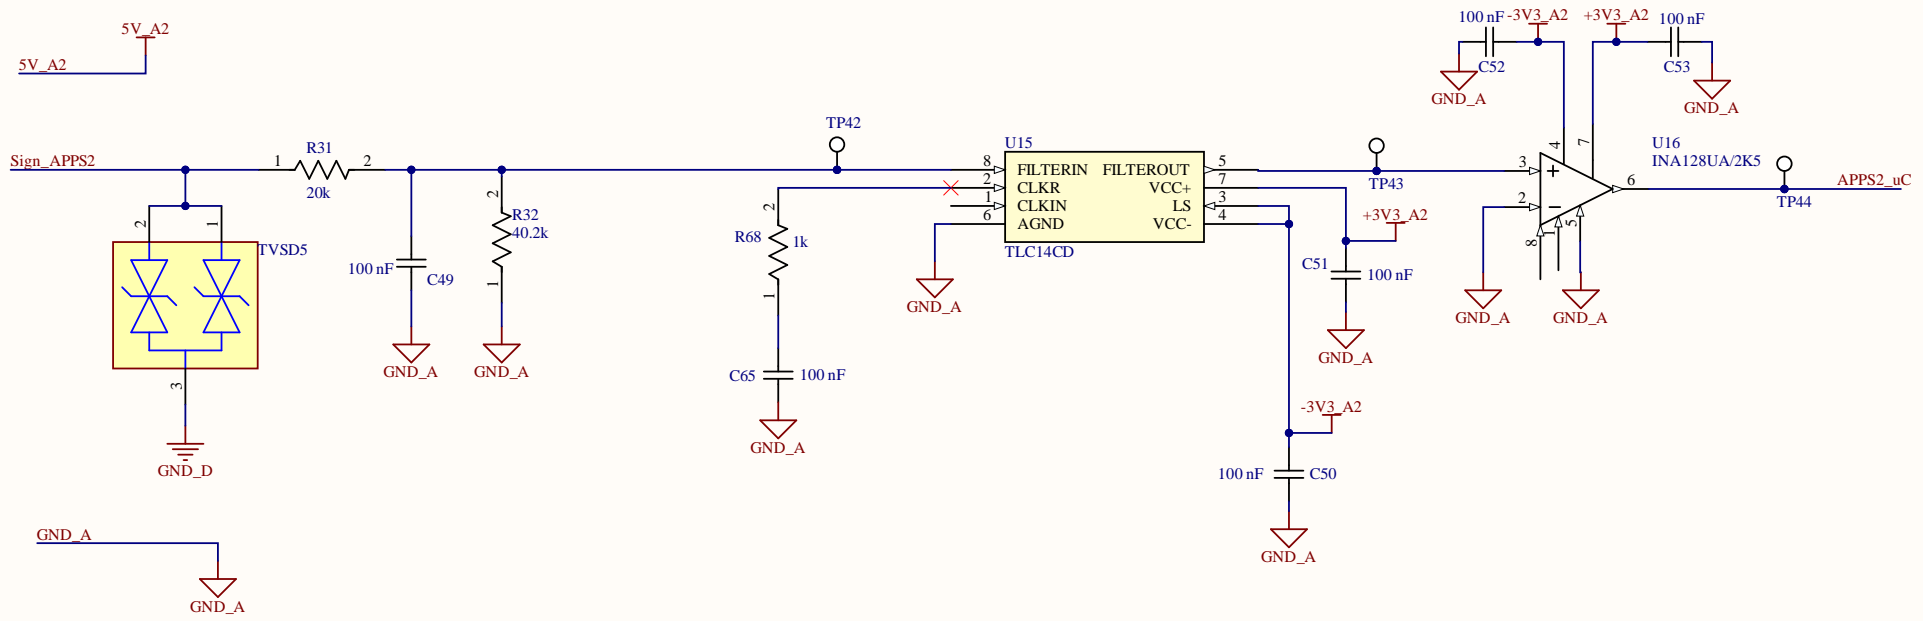 5V_A2
5V_A2
Sign_APPS2
1
R31
2
20k
2
1
TVSD5
3
GND_D
100 nF
C49
GND_A
2
R32
40.2k
1
GND_A
TP42
2
R68
1k
1
C65
100 nF
GND_A
U15
8
FILTERIN
FILTEROUT
5
2
CLKR
VCC+
7
1
CLKIN
LS
3
6
AGND
VCC-
4
TLC14CD
GND_A
TP43
+3V3_A2
C51
100 nF
GND_A
-3V3_A2
100 nF
C50
GND_A
100 nF
-3V3_A2
+3V3_A2
100 nF
C52
C53
GND_A
GND_A
4
7
U16
INA128UA/2K5
3
+
2
-
6
8
1
5
GND_A
GND_A
TP44
APPS2_uC
GND_A
GND_A